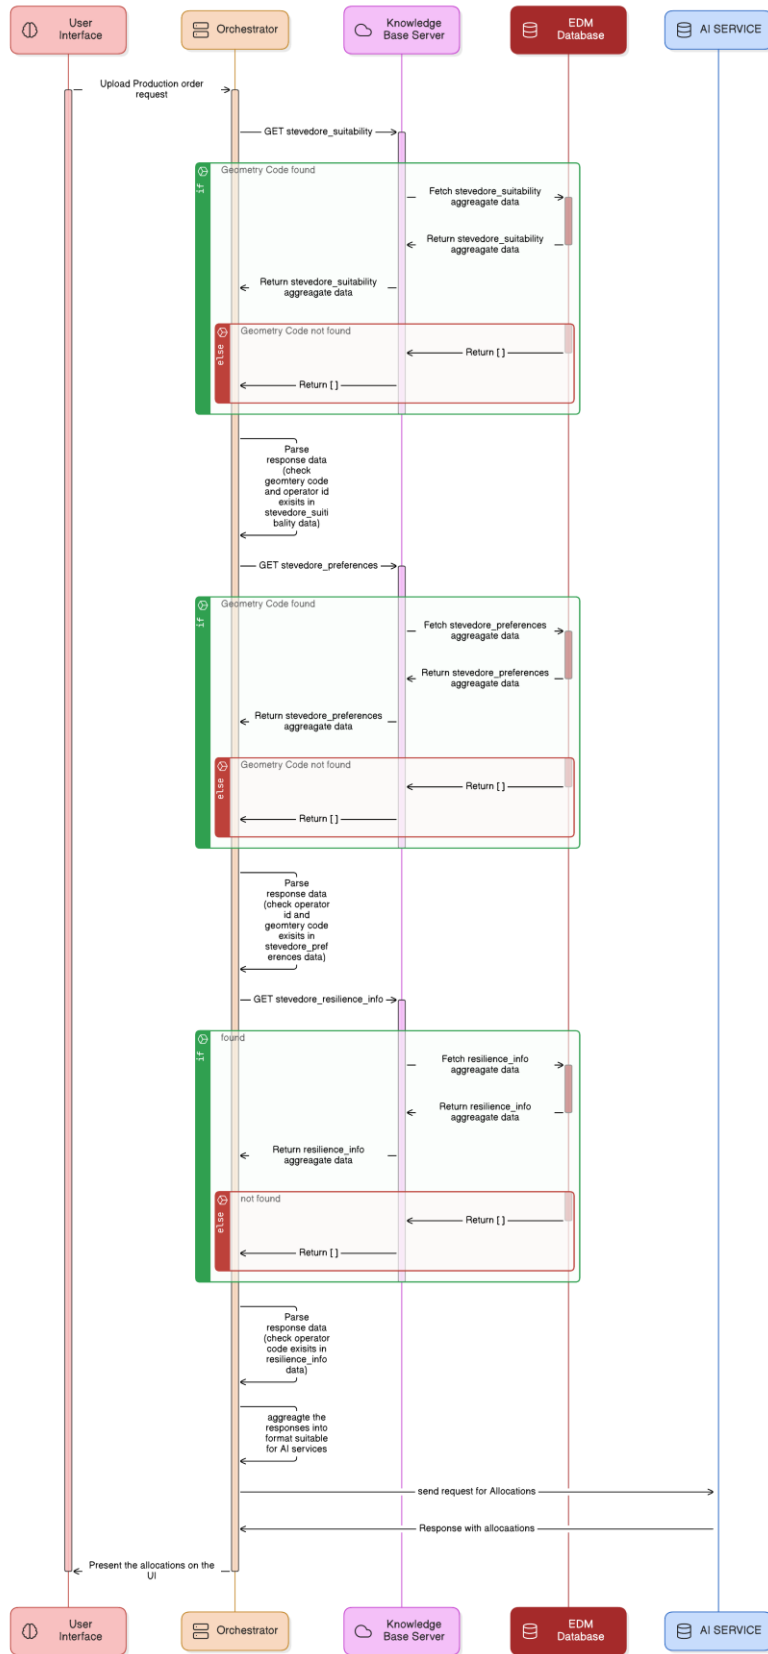 User
Interface
Orchestrator
Knowledge
Base Server
EDM
Database
AI SERVICE
Upload Production order
request
GET stevedore_suitability
if
Geometry Code found
Fetch stevedore_suitability
aggreagate data
Return stevedore_suitability
aggreagate data
Return stevedore_suitability
aggreagate data
else
Geometry Code not found
Return [ ]
Return [ ]
Parse
response data
(check
geomtery code
and operator id
exisits in
stevedore_suiti
bality data)
GET stevedore_preferences
if
Geometry Code found
Fetch stevedore_preferences
aggreagate data
Return stevedore_preferences
aggreagate data
Return stevedore_preferences
aggreagate data
else
Geometry Code not found
Return [ ]
Return [ ]
Parse
response data
(check operator
id and
geomtery code
exisits in
stevedore_pref
erences data)
GET stevedore_resilience_info
if
found
Fetch resilience_info
aggreagate data
Return resilience_info
aggreagate data
Return resilience_info
aggreagate data
else
not found
Return [ ]
Return [ ]
Parse
response data
(check operator
code exisits in
resilience_info
data)
aggreagte the
responses into
format suitable
for AI services
send request for Allocations
Response with allocaations
Present the allocations on the
UI
User
Interface
Orchestrator
Knowledge
Base Server
EDM
Database
AI SERVICE